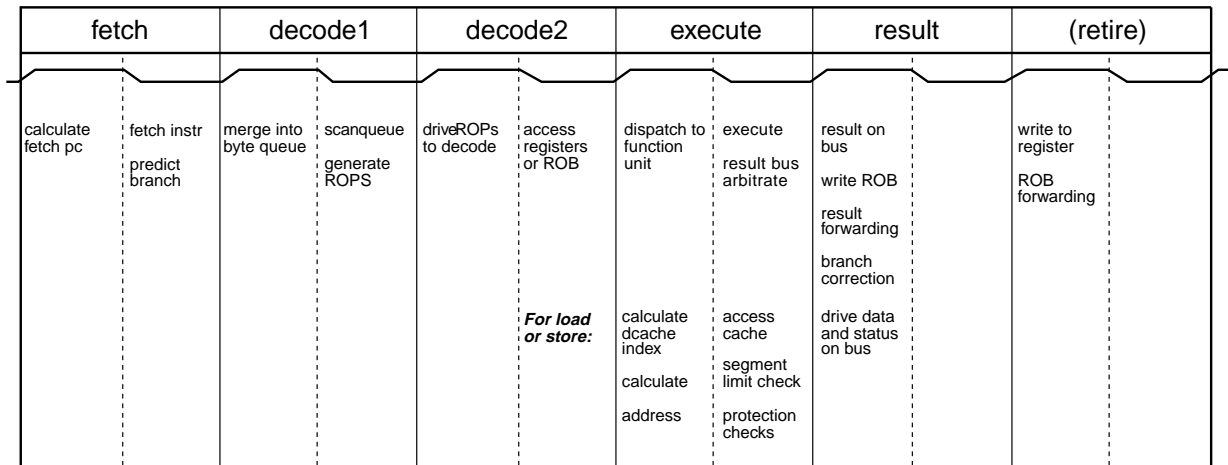 fetch
decode1
decode2
execute
result
(retire)
calculate
fetch pc
fetch instr
predict
branch
merge into
byte queue
scanqueue
generate
ROPS
driveROPs
to decode
access
registers
or ROB
dispatch to
function
unit
execute
result bus
arbitrate
result on
bus
write ROB
result
forwarding
branch
correction
write to
register
ROB
forwarding
For load
or store:
calculate
dcache
index
calculate
address
access
cache
segment
limit check
protection
checks
drive data
and status
on bus